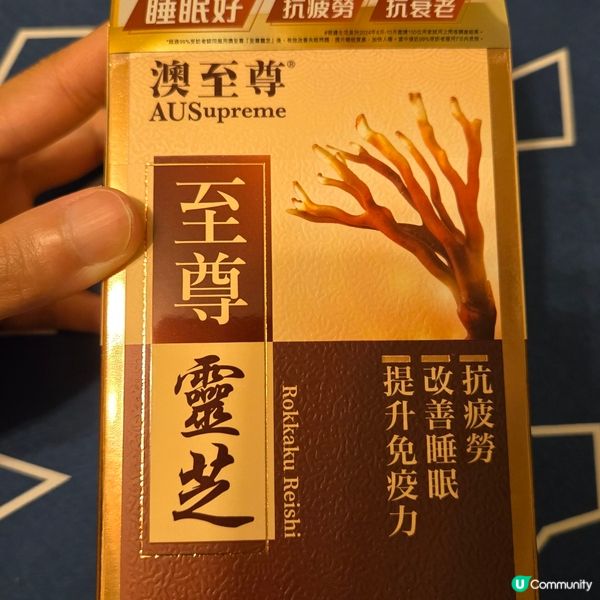 睡眠好 抗疲勞 抗衰老
澳至尊®
AUSupreme
至尊
靈芝
Rokkaku Reishi
抗疲勞
改善睡眠
提升免疫力
U Community